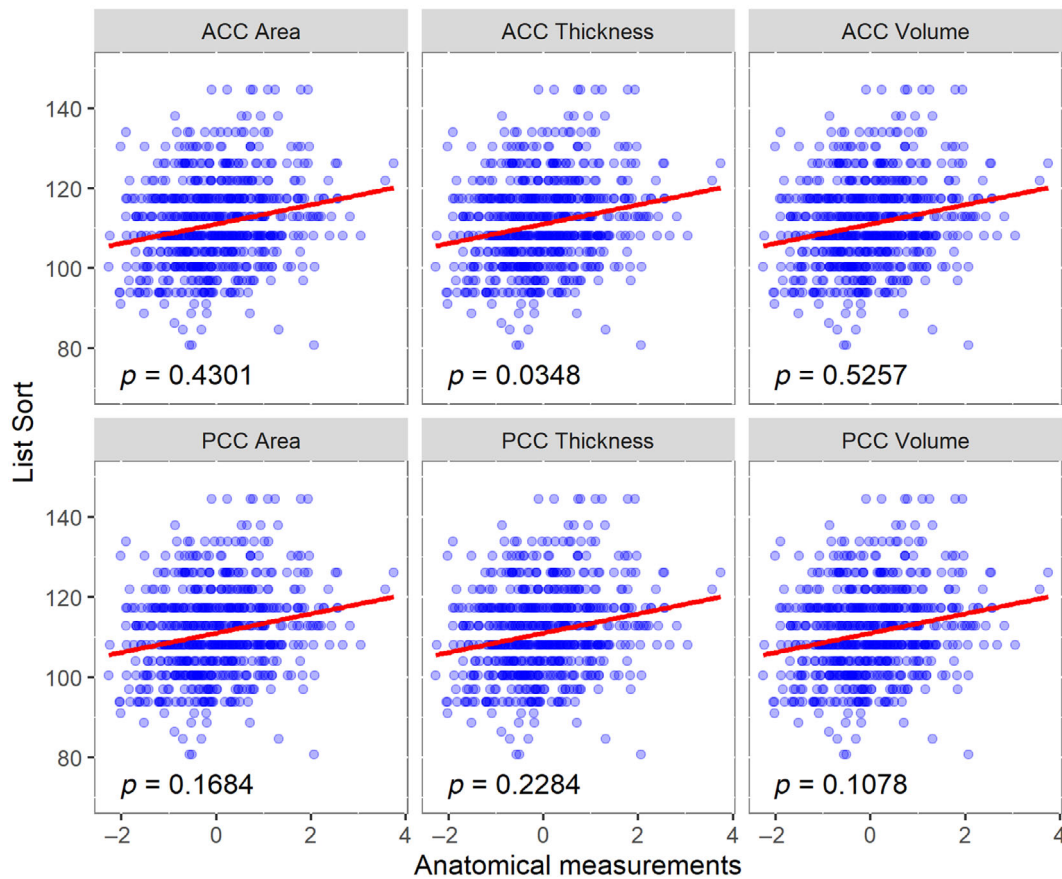 ACC Area
ACC Thickness
ACC Volume
140
120
100
80
p = 0.4301
p = 0.0348
p = 0.5257
List Sort
PCC Area
PCC Thickness
PCC Volume
140
120
100
80
p = 0.1684
p = 0.2284
p = 0.1078
−2 0 2 4
−2 0 2 4
−2 0 2 4
Anatomical measurements